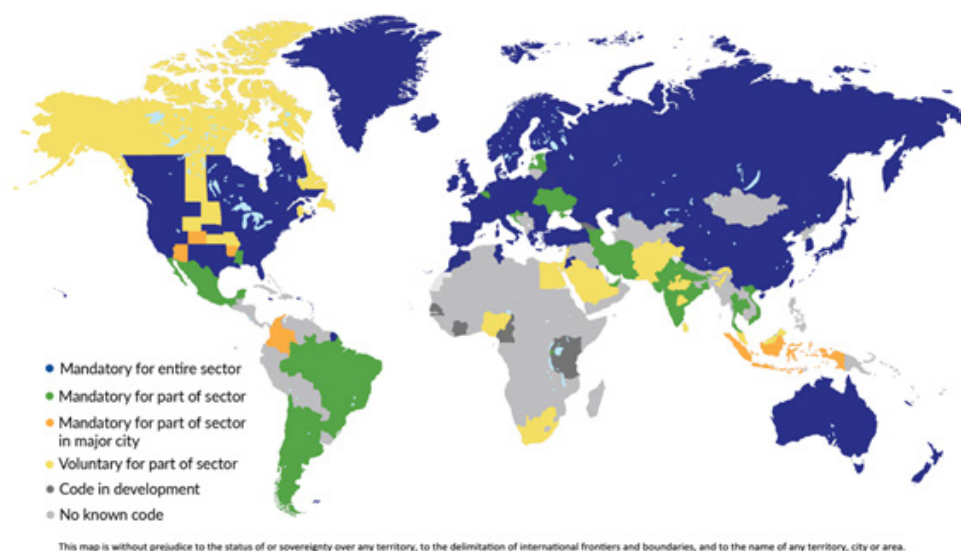 Mandatory for entire sector
Mandatory for part of sector
Mandatory for part of sector
in major city
Voluntary for part of sector
Code in development
No known code
This map is without prejudice to the status of or sovereignty over any territory, to the delimitation of international frontiers and boundaries, and to the name of any territory, city or area.